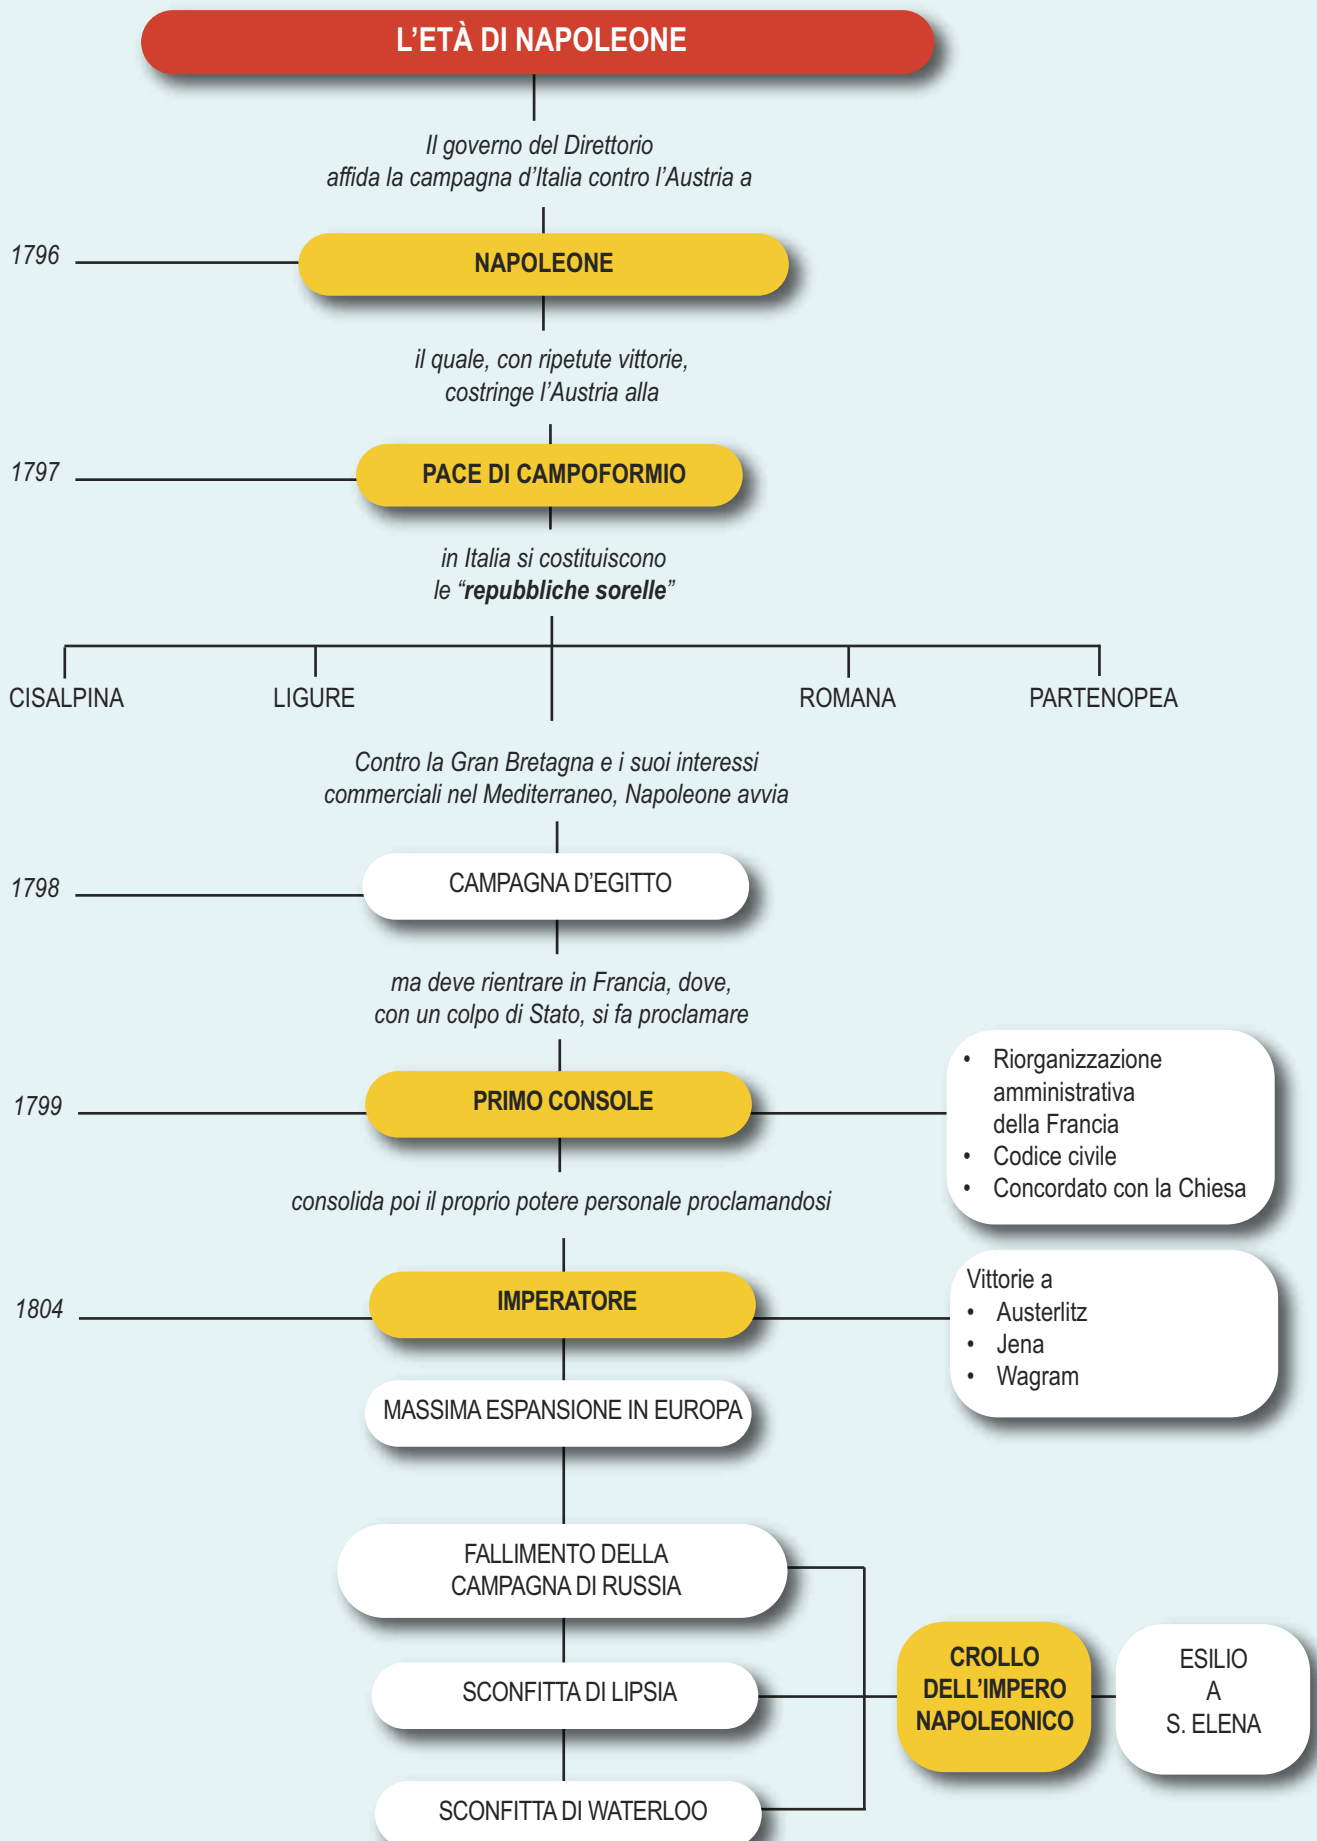 L'ETÀ DI NAPOLEONE
Il governo del Direttorio
affida la campagna d'Italia contro l'Austria a
1796
NAPOLEONE
il quale, con ripetute vittorie,
costringe l'Austria alla
1797
PACE DI CAMPOFORMIO
in Italia si costituiscono
le “repubbliche sorelle”
CISALPINA
LIGURE
ROMANA
PARTENOPEA
Contro la Gran Bretagna e i suoi interessi
commerciali nel Mediterraneo, Napoleone avvia
1798
CAMPAGNA D'EGITTO
ma deve rientrare in Francia, dove,
con un colpo di Stato, si fa proclamare
1799
PRIMO CONSOLE
• Riorganizzazione
amministrativa
della Francia
• Codice civile
• Concordato con la Chiesa
consolida poi il proprio potere personale proclamandosi
1804
IMPERATORE
Vittorie a
• Austerlitz
• Jena
• Wagram
MASSIMA ESPANSIONE IN EUROPA
FALLIMENTO DELLA
CAMPAGNA DI RUSSIA
SCONFITTA DI LIPSIA
SCONFITTA DI WATERLOO
CROLLO
DELL'IMPERO
NAPOLEONICO
ESILIO
A
S. ELENA